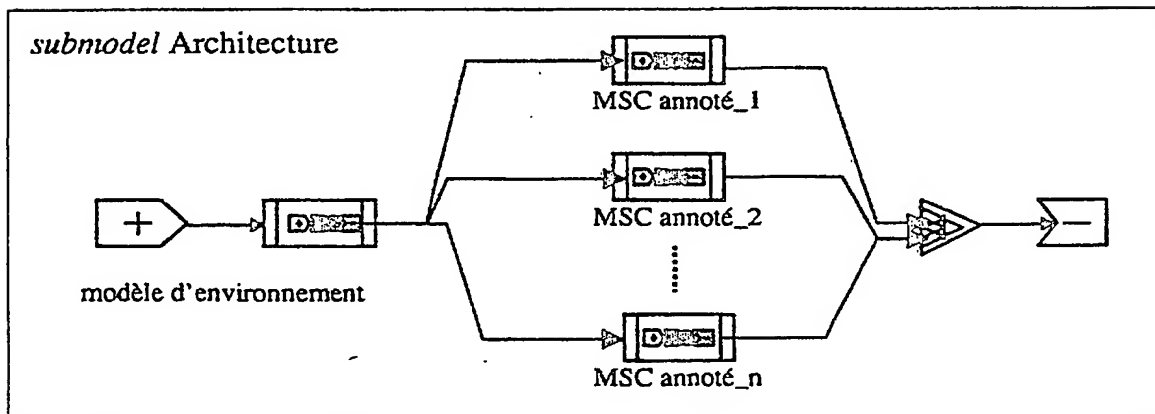 submodel Architecture
MSC annoté_1
MSC annoté_2
modèle d'environnement
MSC annoté_n